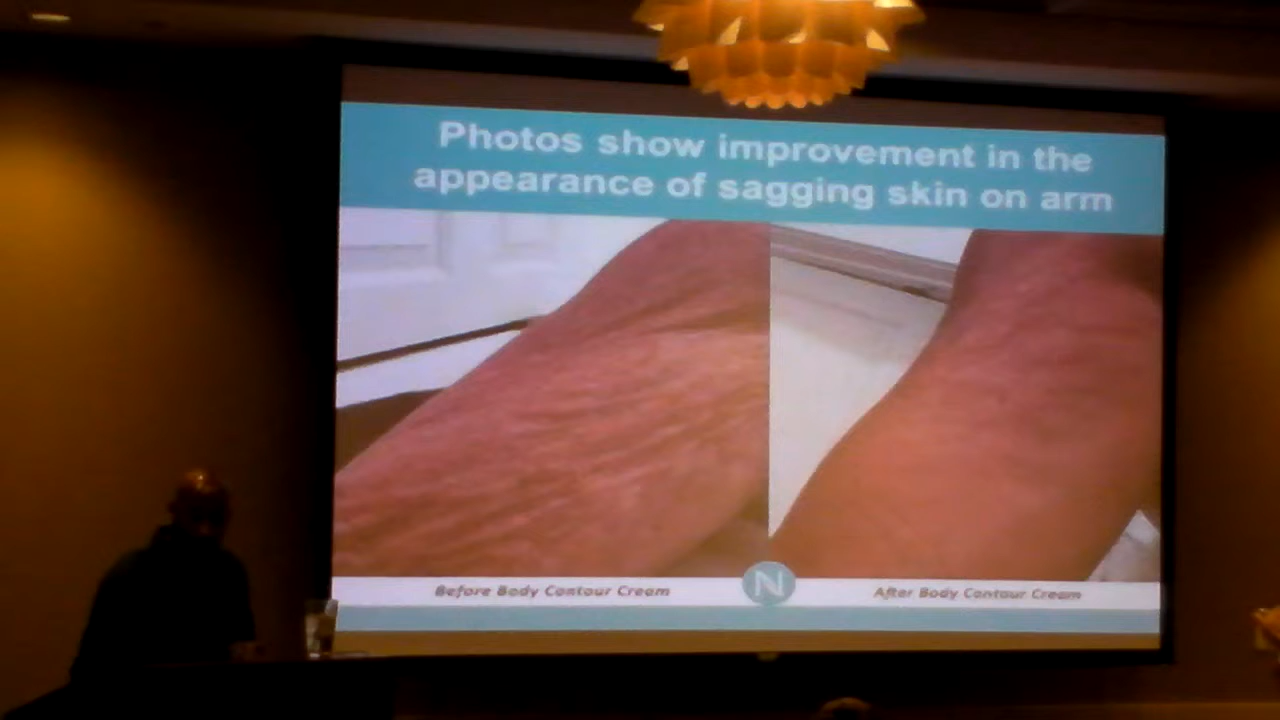 Photos show improvement in the
appearance of sagging skin on arm
Before Body Contour Cream
N
After Body Contour Cream